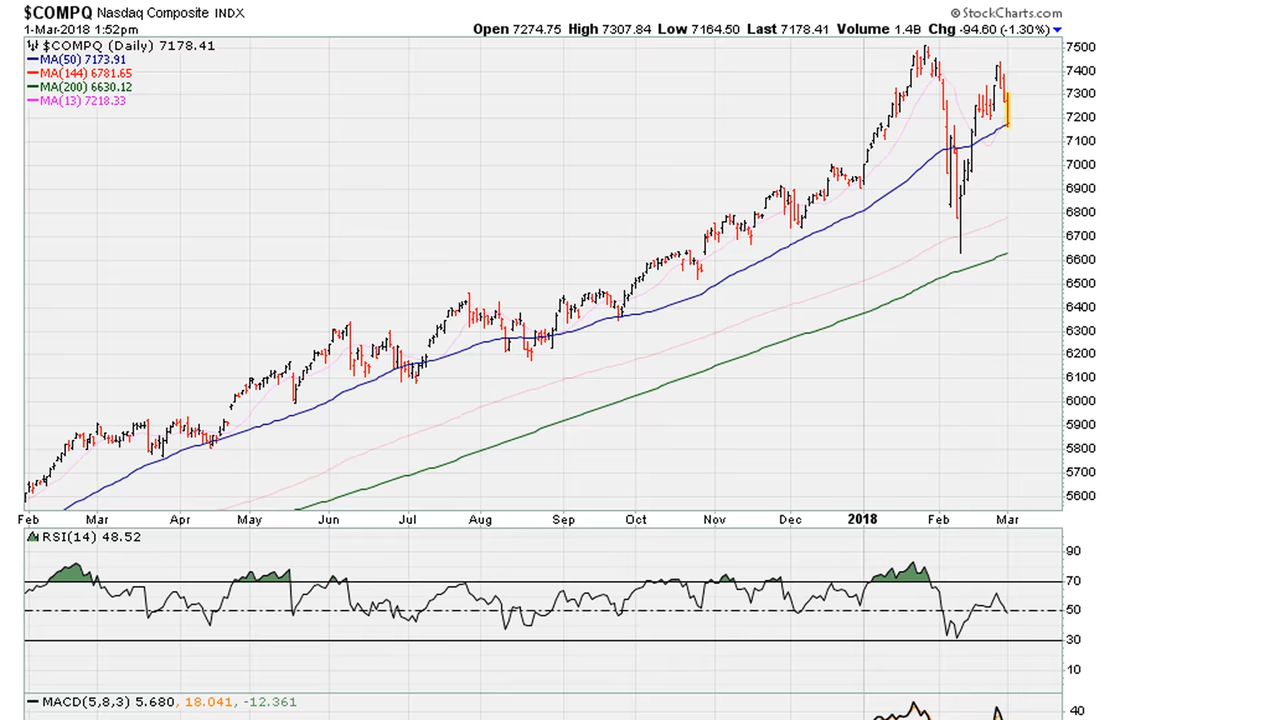 $COMPQ Nasdaq Composite INDX
© StockCharts.com
1-Mar-2018 1:52pm
Open 7274.75 High 7307.84 Low 7164.50 Last 7178.41 Volume 1.4B Chg -94.60 (-1.30%)
$COMPQ (Daily) 7178.41
MA(50) 7173.91
MA(144) 6781.65
MA(200) 6630.12
MA(13) 7218.33
7500
7400
7300
7200
7100
7000
6900
6800
6700
6600
6500
6400
6300
6200
6100
6000
5900
5800
5700
5600
Feb Mar Apr May Jun Jul Aug Sep Oct Nov Dec 2018 Feb Mar
RSI(14) 48.52
90
70
50
30
10
MACD(5,8,3) 5.680, 18.041, -12.361
40